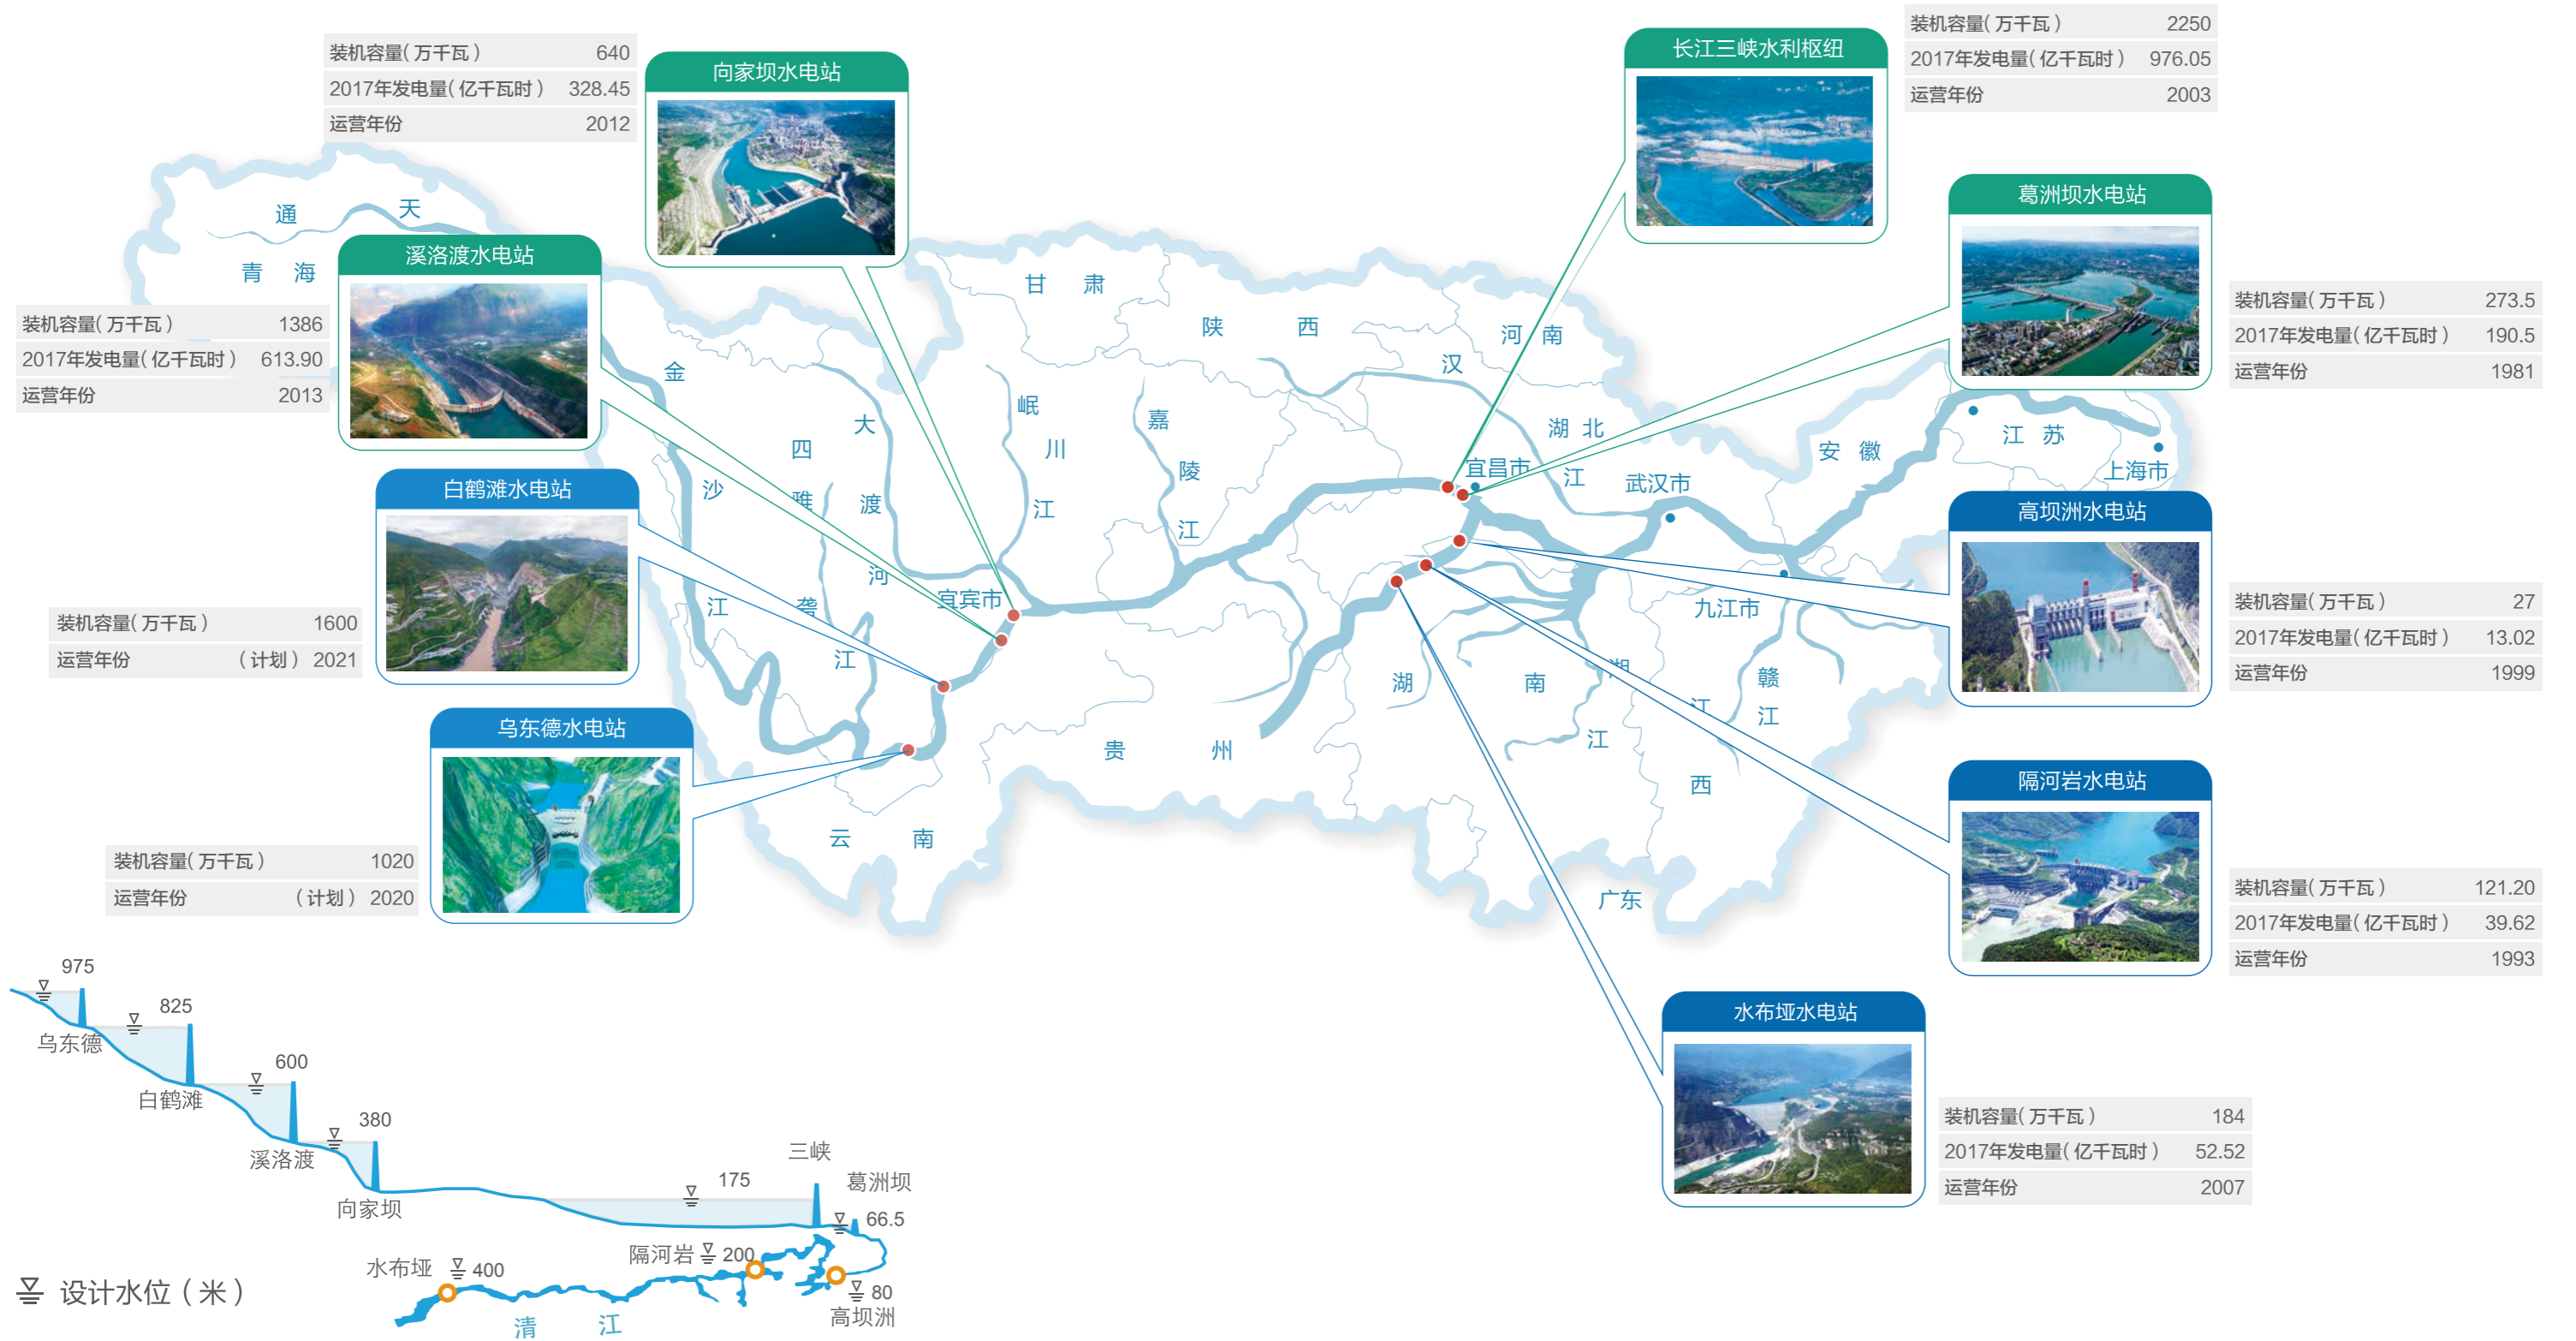 装机容量(万千瓦) 640
2017年发电量(亿千瓦时) 328.45
运营年份 2012
向家坝水电站
长江三峡水利枢纽
装机容量(万千瓦) 2250
2017年发电量(亿千瓦时) 976.05
运营年份 2003
葛洲坝水电站
装机容量(万千瓦) 273.5
2017年发电量(亿千瓦时) 190.5
运营年份 1981
溪洛渡水电站
装机容量(万千瓦) 1386
2017年发电量(亿千瓦时) 613.90
运营年份 2013
白鹤滩水电站
装机容量(万千瓦) 1600
运营年份 (计划) 2021
乌东德水电站
装机容量(万千瓦) 1020
运营年份 (计划) 2020
高坝洲水电站
装机容量(万千瓦) 27
2017年发电量(亿千瓦时) 13.02
运营年份 1999
隔河岩水电站
装机容量(万千瓦) 121.20
2017年发电量(亿千瓦时) 39.62
运营年份 1993
水布垭水电站
装机容量(万千瓦) 184
2017年发电量(亿千瓦时) 52.52
运营年份 2007
通 天
青 海
甘 肃
陕 西
河 南
金
沙
江
四
川
大
渡
河
岷
江
嘉
陵
江
砻
江
汉
江
湖 北
宜昌市
武汉市
安 徽
江 苏
上海市
宜宾市
九江市
湖 南
湘
江
江
西
赣
江
贵 州
云 南
广东
975
乌东德
825
白鹤滩
600
溪洛渡
380
向家坝
175
三峡
葛洲坝
66.5
水布垭 400
隔河岩 200
80
高坝洲
清 江
设计水位(米)